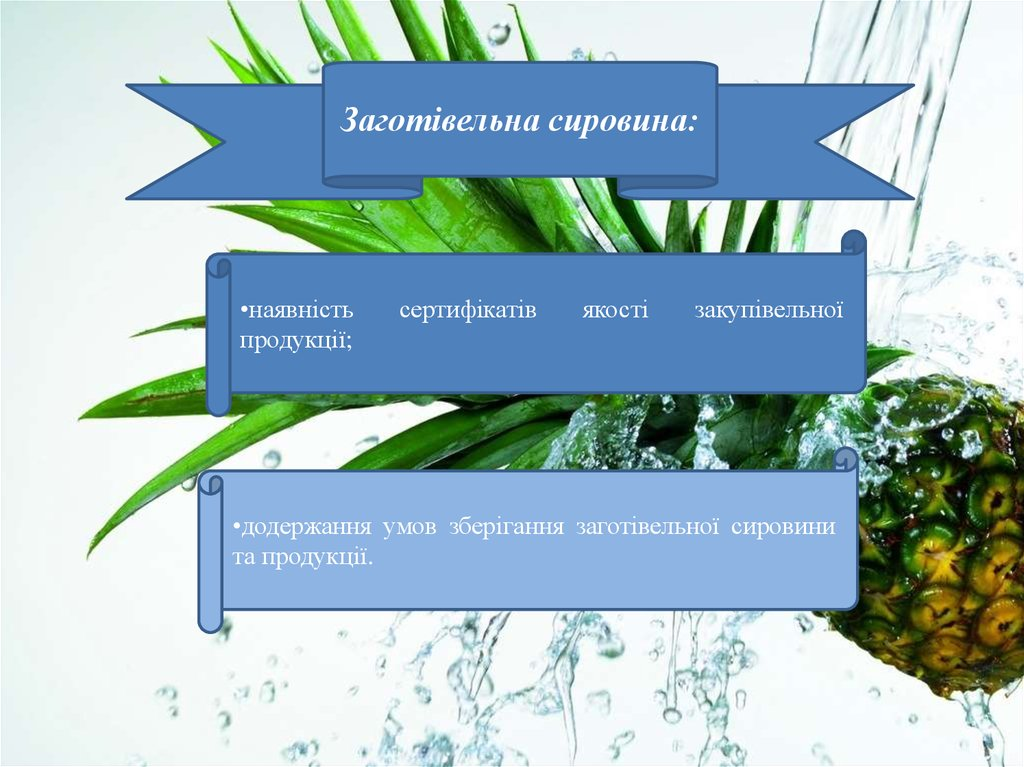 Заготівельна сировина:
•наявність сертифікатів якості закупівельної
продукції;
•додержання умов зберігання заготівельної сировини
та продукції.